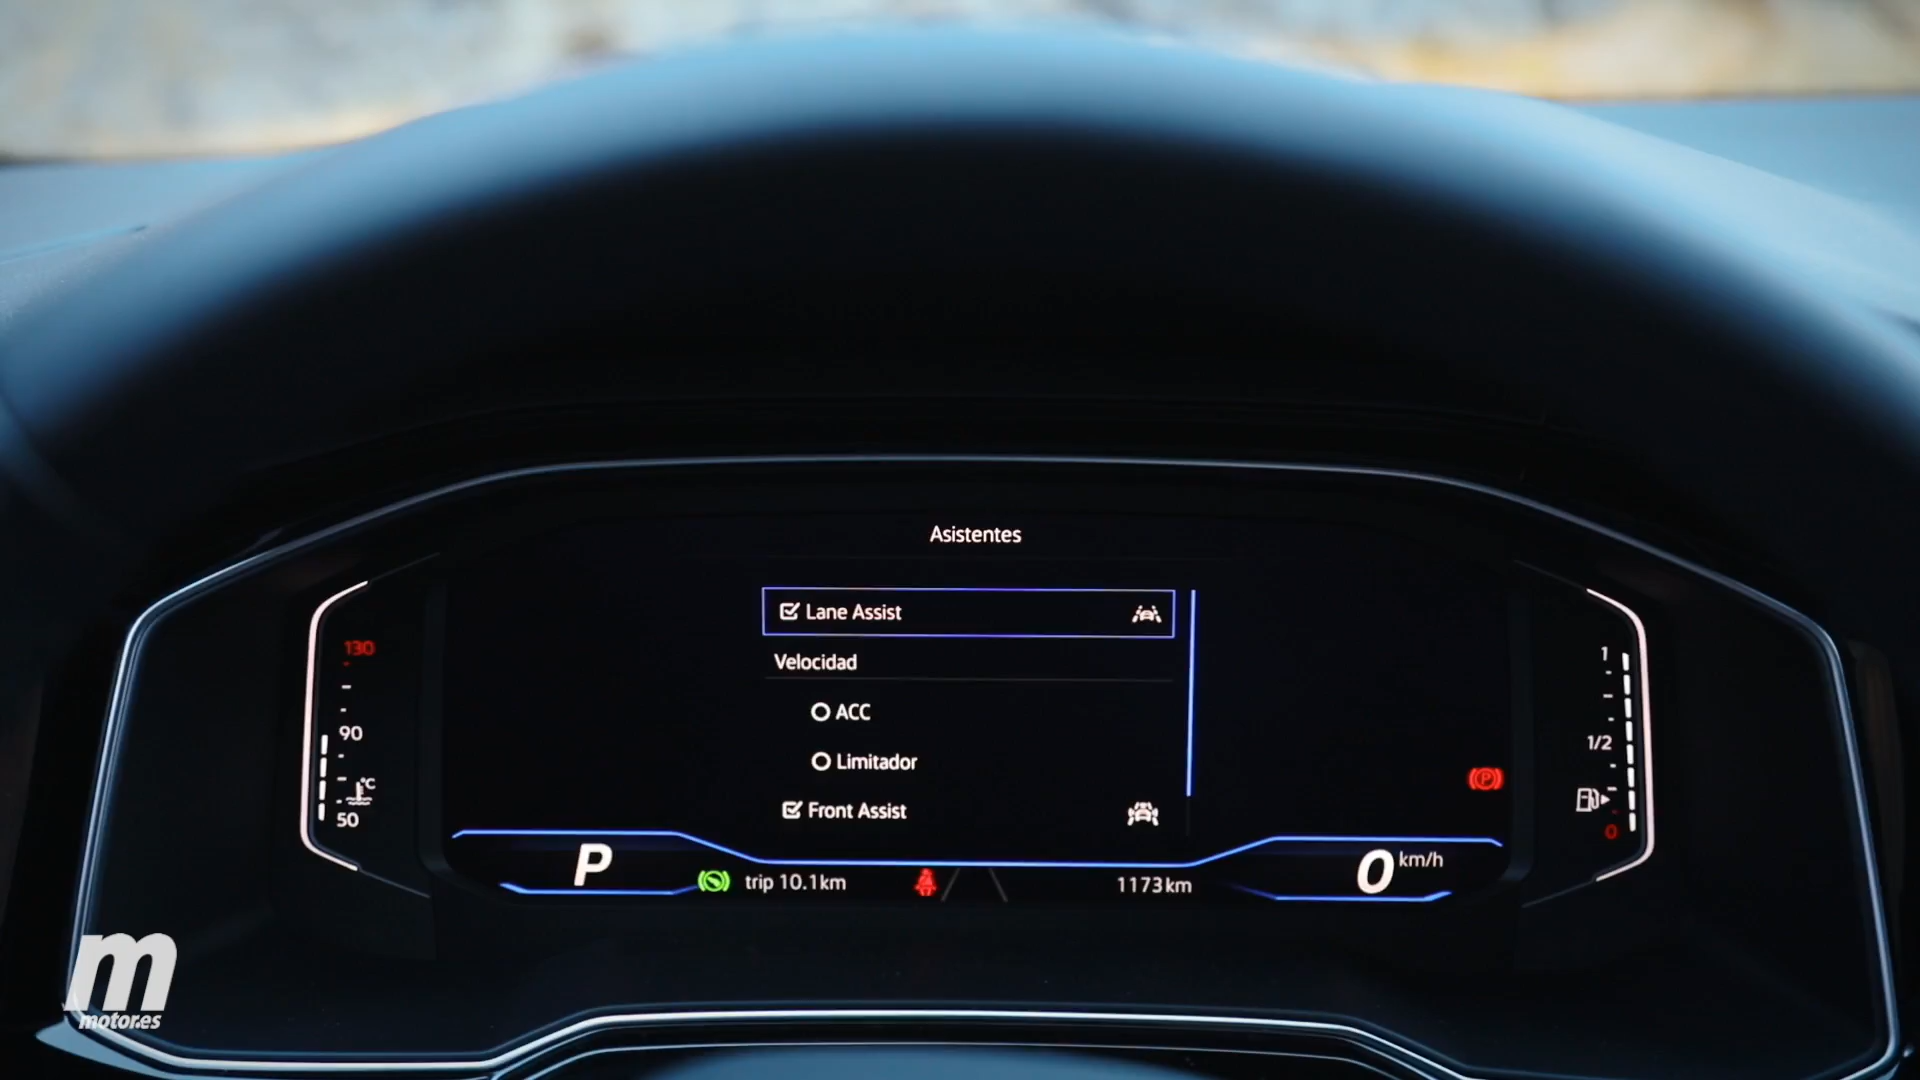 Asistentes
Lane Assist
Velocidad
ACC
Limitador
Front Assist
130
90
°C
50
1
1/2
0
P
P
trip 10.1km
1173km
0 km/h
m
motor.es